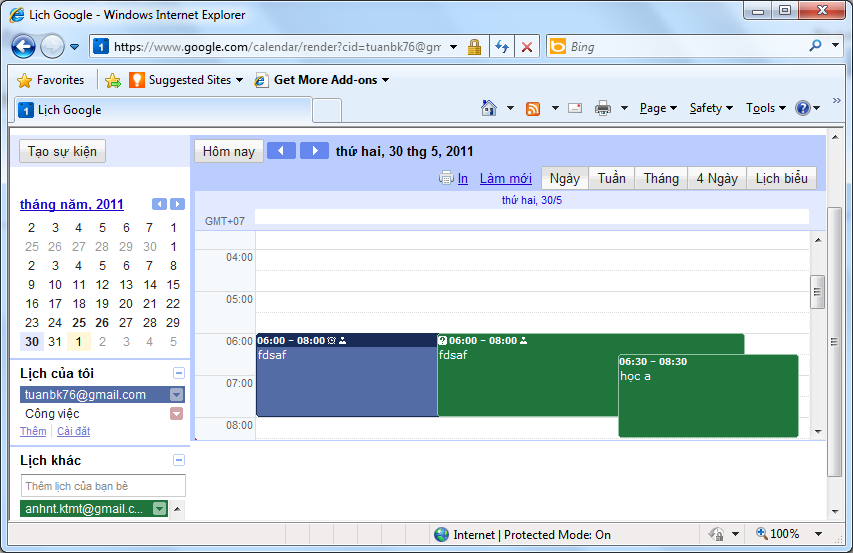 Lịch Google - Windows Internet Explorer
https://www.google.com/calendar/render?cid=tuanbk76@gm
Bing
Favorites
Suggested Sites
Get More Add-ons
1 Lịch Google
Page
Safety
Tools
Tạo sự kiện
Hôm nay
thứ hai, 30 thg 5, 2011
In
Làm mới
Ngày
Tuần
Tháng
4 Ngày
Lịch biểu
tháng năm, 2011
2 3 4 5 6 7 1
25 26 27 28 29 30 1
2 3 4 5 6 7 8
9 10 11 12 13 14 15
16 17 18 19 20 21 22
23 24 25 26 27 28 29
30 31 1 2 3 4 5
Lịch của tôi
tuanbk76@gmail.com
Công việc
Thêm
Cài đặt
Lịch khác
Thêm lịch của bạn bè
anhnt.ktmt@gmail.c...
thứ hai, 30/5
GMT+07
04:00
05:00
06:00
07:00
08:00
06:00 – 08:00
fdsaf
? 06:00 – 08:00
fdsaf
06:30 – 08:30
học a
Internet | Protected Mode: On
100%